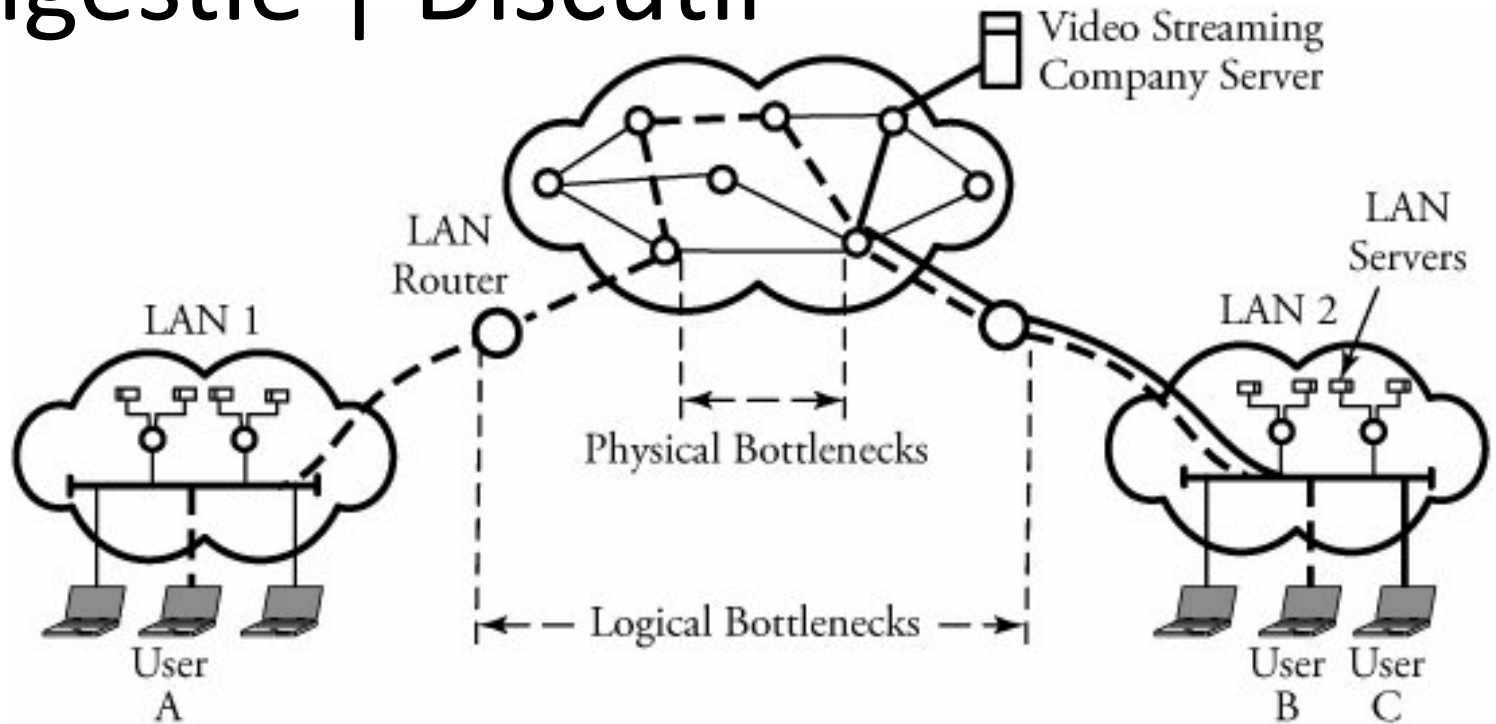 Discuții
Video Streaming
Company Server
LAN
Router
LAN
Servers
LAN 1
LAN 2
Physical Bottlenecks
Logical Bottlenecks
User
A
User
B
User
C